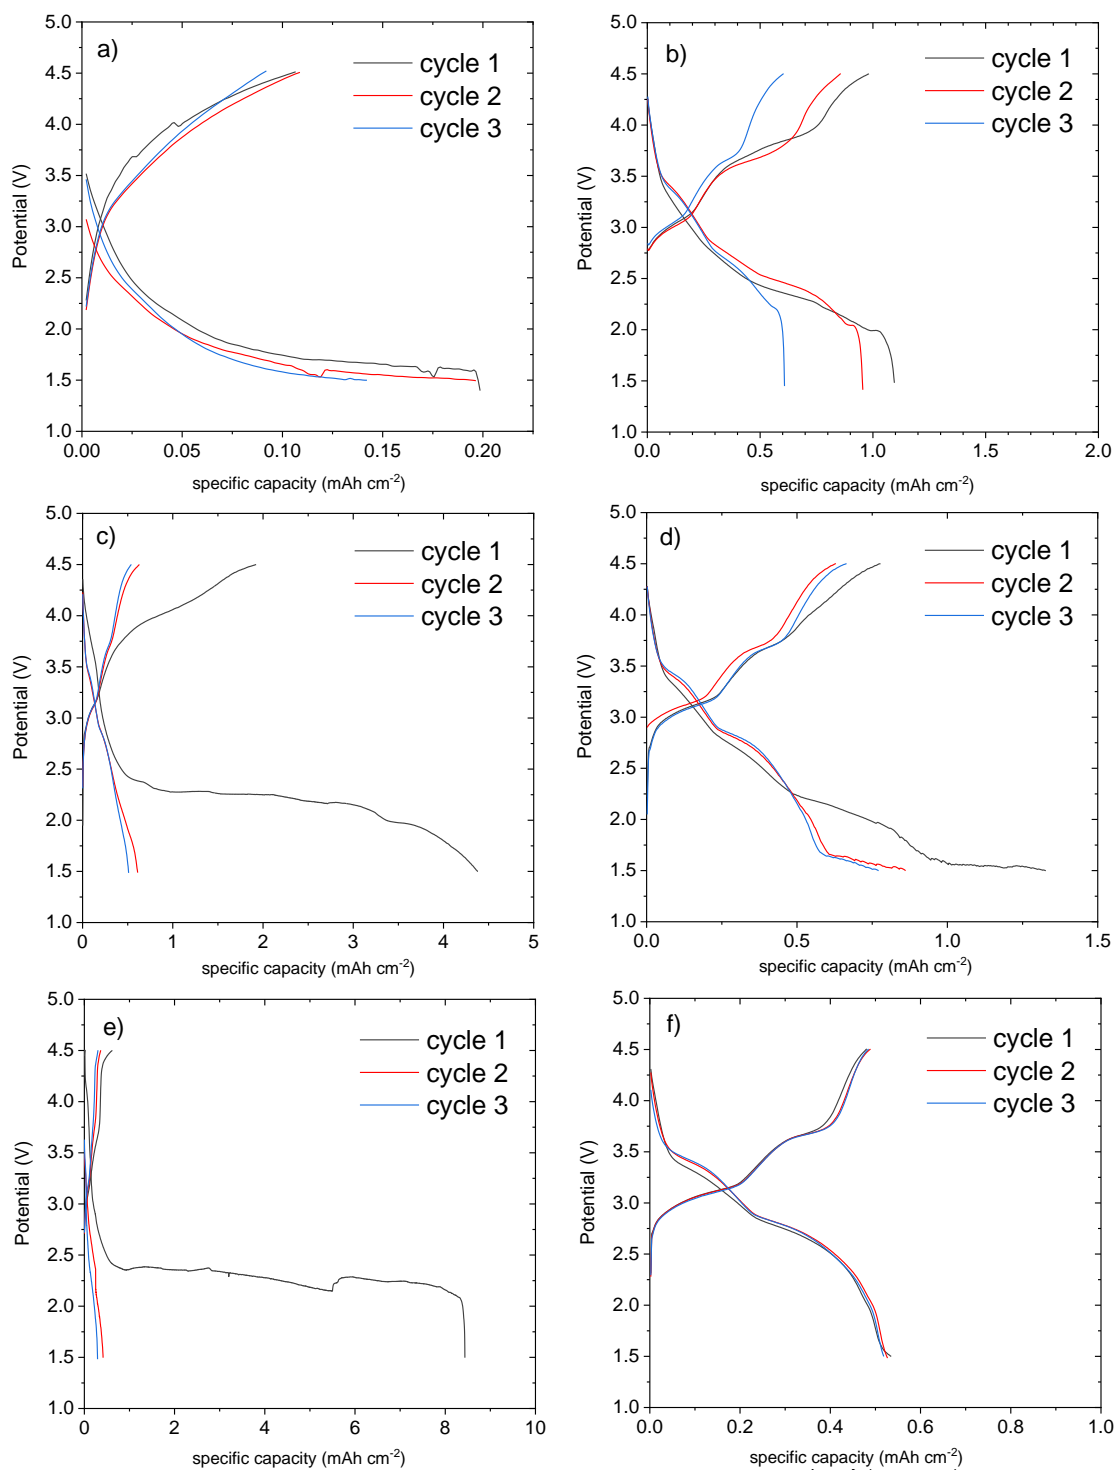 a)
cycle 1
cycle 2
cycle 3
5.0
4.5
4.0
3.5
3.0
2.5
2.0
1.5
1.0
Potential (V)
0.00 0.05 0.10 0.15 0.20
specific capacity (mAh cm-2)
b)
cycle 1
cycle 2
cycle 3
5.0
4.5
4.0
3.5
3.0
2.5
2.0
1.5
1.0
Potential (V)
0.0 0.5 1.0 1.5 2.0
specific capacity (mAh cm-2)
c)
cycle 1
cycle 2
cycle 3
5.0
4.5
4.0
3.5
3.0
2.5
2.0
1.5
1.0
Potential (V)
0 1 2 3 4 5
specific capacity (mAh cm-2)
d)
cycle 1
cycle 2
cycle 3
5.0
4.5
4.0
3.5
3.0
2.5
2.0
1.5
1.0
Potential (V)
0.0 0.5 1.0 1.5
specific capacity (mAh cm-2)
e)
cycle 1
cycle 2
cycle 3
5.0
4.5
4.0
3.5
3.0
2.5
2.0
1.5
1.0
Potential (V)
0 2 4 6 8 10
specific capacity (mAh cm-2)
f)
cycle 1
cycle 2
cycle 3
5.0
4.5
4.0
3.5
3.0
2.5
2.0
1.5
1.0
Potential (V)
0.0 0.2 0.4 0.6 0.8 1.0
specific capacity (mAh cm-2)